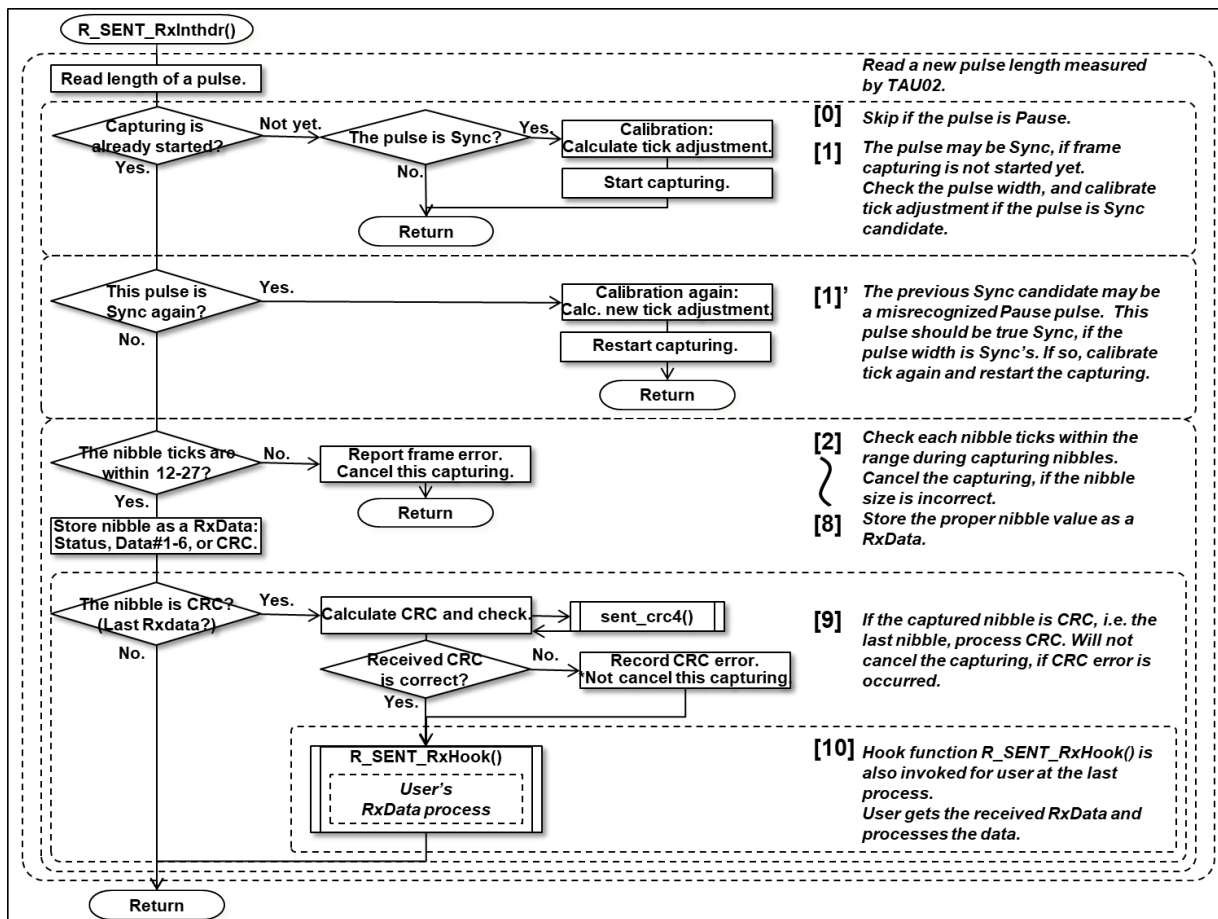 R_SENT_RxInthdr()
Read length of a pulse.
Read a new pulse length measured
by TAU02.
Capturing is
already started?
Not yet.
Yes.
The pulse is Sync?
Yes.
No.
Calibration:
Calculate tick adjustment.
Start capturing.
Return
[0]
Skip if the pulse is Pause.
[1]
The pulse may be Sync, if frame
capturing is not started yet.
Check the pulse width, and calibrate
tick adjustment if the pulse is Sync
candidate.
This pulse is
Sync again?
Yes.
No.
Calibration again:
Calc. new tick adjustment.
Restart capturing.
Return
[1]’
The previous Sync candidate may be
a misrecognized Pause pulse. This
pulse should be true Sync, if the
pulse width is Sync’s. If so, calibrate
tick again and restart the capturing.
The nibble ticks are
within 12-27?
No.
Yes.
Report frame error.
Cancel this capturing.
Return
Store nibble as a RxData:
Status, Data#1-6, or CRC.
[2]
Check each nibble ticks within the
range during capturing nibbles.
Cancel the capturing, if the nibble
size is incorrect.
[8]
Store the proper nibble value as a
RxData.
The nibble is CRC?
(Last Rxdata?)
Yes.
No.
Calculate CRC and check.
sent_crc4()
Received CRC
is correct?
No.
Yes.
Record CRC error.
*Not cancel this capturing.
[9]
If the captured nibble is CRC, i.e. the
last nibble, process CRC. Will not
cancel the capturing, if CRC error is
occurred.
R_SENT_RxHook()
User’s
RxData process
[10]
Hook function R_SENT_RxHook() is
also invoked for user at the last
process.
User gets the received RxData and
processes the data.
Return